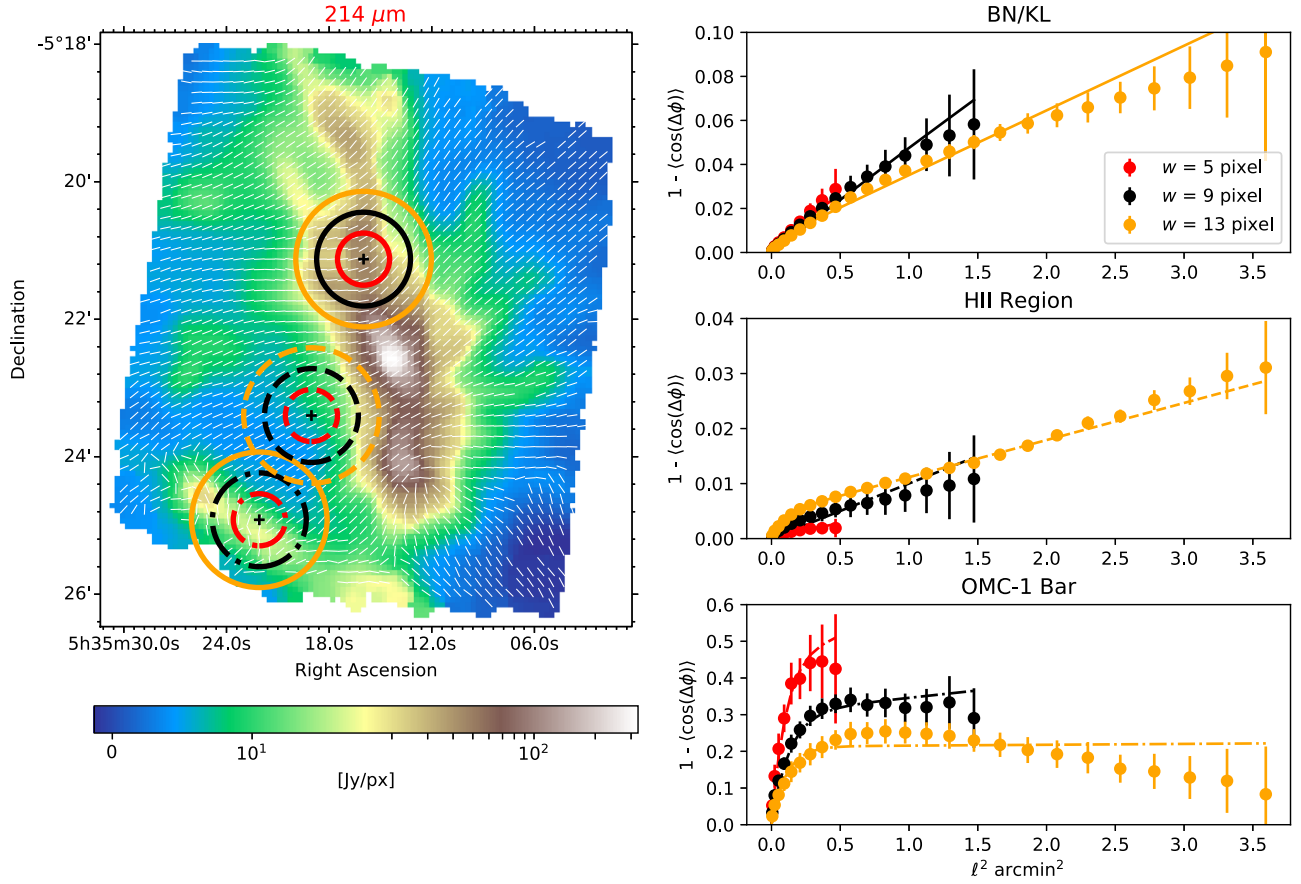 214 μm
-5°18'
20'
22'
24'
26'
Declination
5h35m30.0s 24.0s 18.0s 12.0s 06.0s
Right Ascension
0 10¹ 10²
[Jy/px]
BN/KL
0.10
0.08
0.06
0.04
0.02
0.00
1 - ⟨cos(Δϕ)⟩
w = 5 pixel
w = 9 pixel
w = 13 pixel
0.0 0.5 1.0 1.5 2.0 2.5 3.0 3.5
HII Region
0.04
0.03
0.02
0.01
0.00
1 - ⟨cos(Δϕ)⟩
0.0 0.5 1.0 1.5 2.0 2.5 3.0 3.5
OMC-1 Bar
0.6
0.5
0.4
0.3
0.2
0.1
0.0
1 - ⟨cos(Δϕ)⟩
0.0 0.5 1.0 1.5 2.0 2.5 3.0 3.5
ℓ² arcmin²